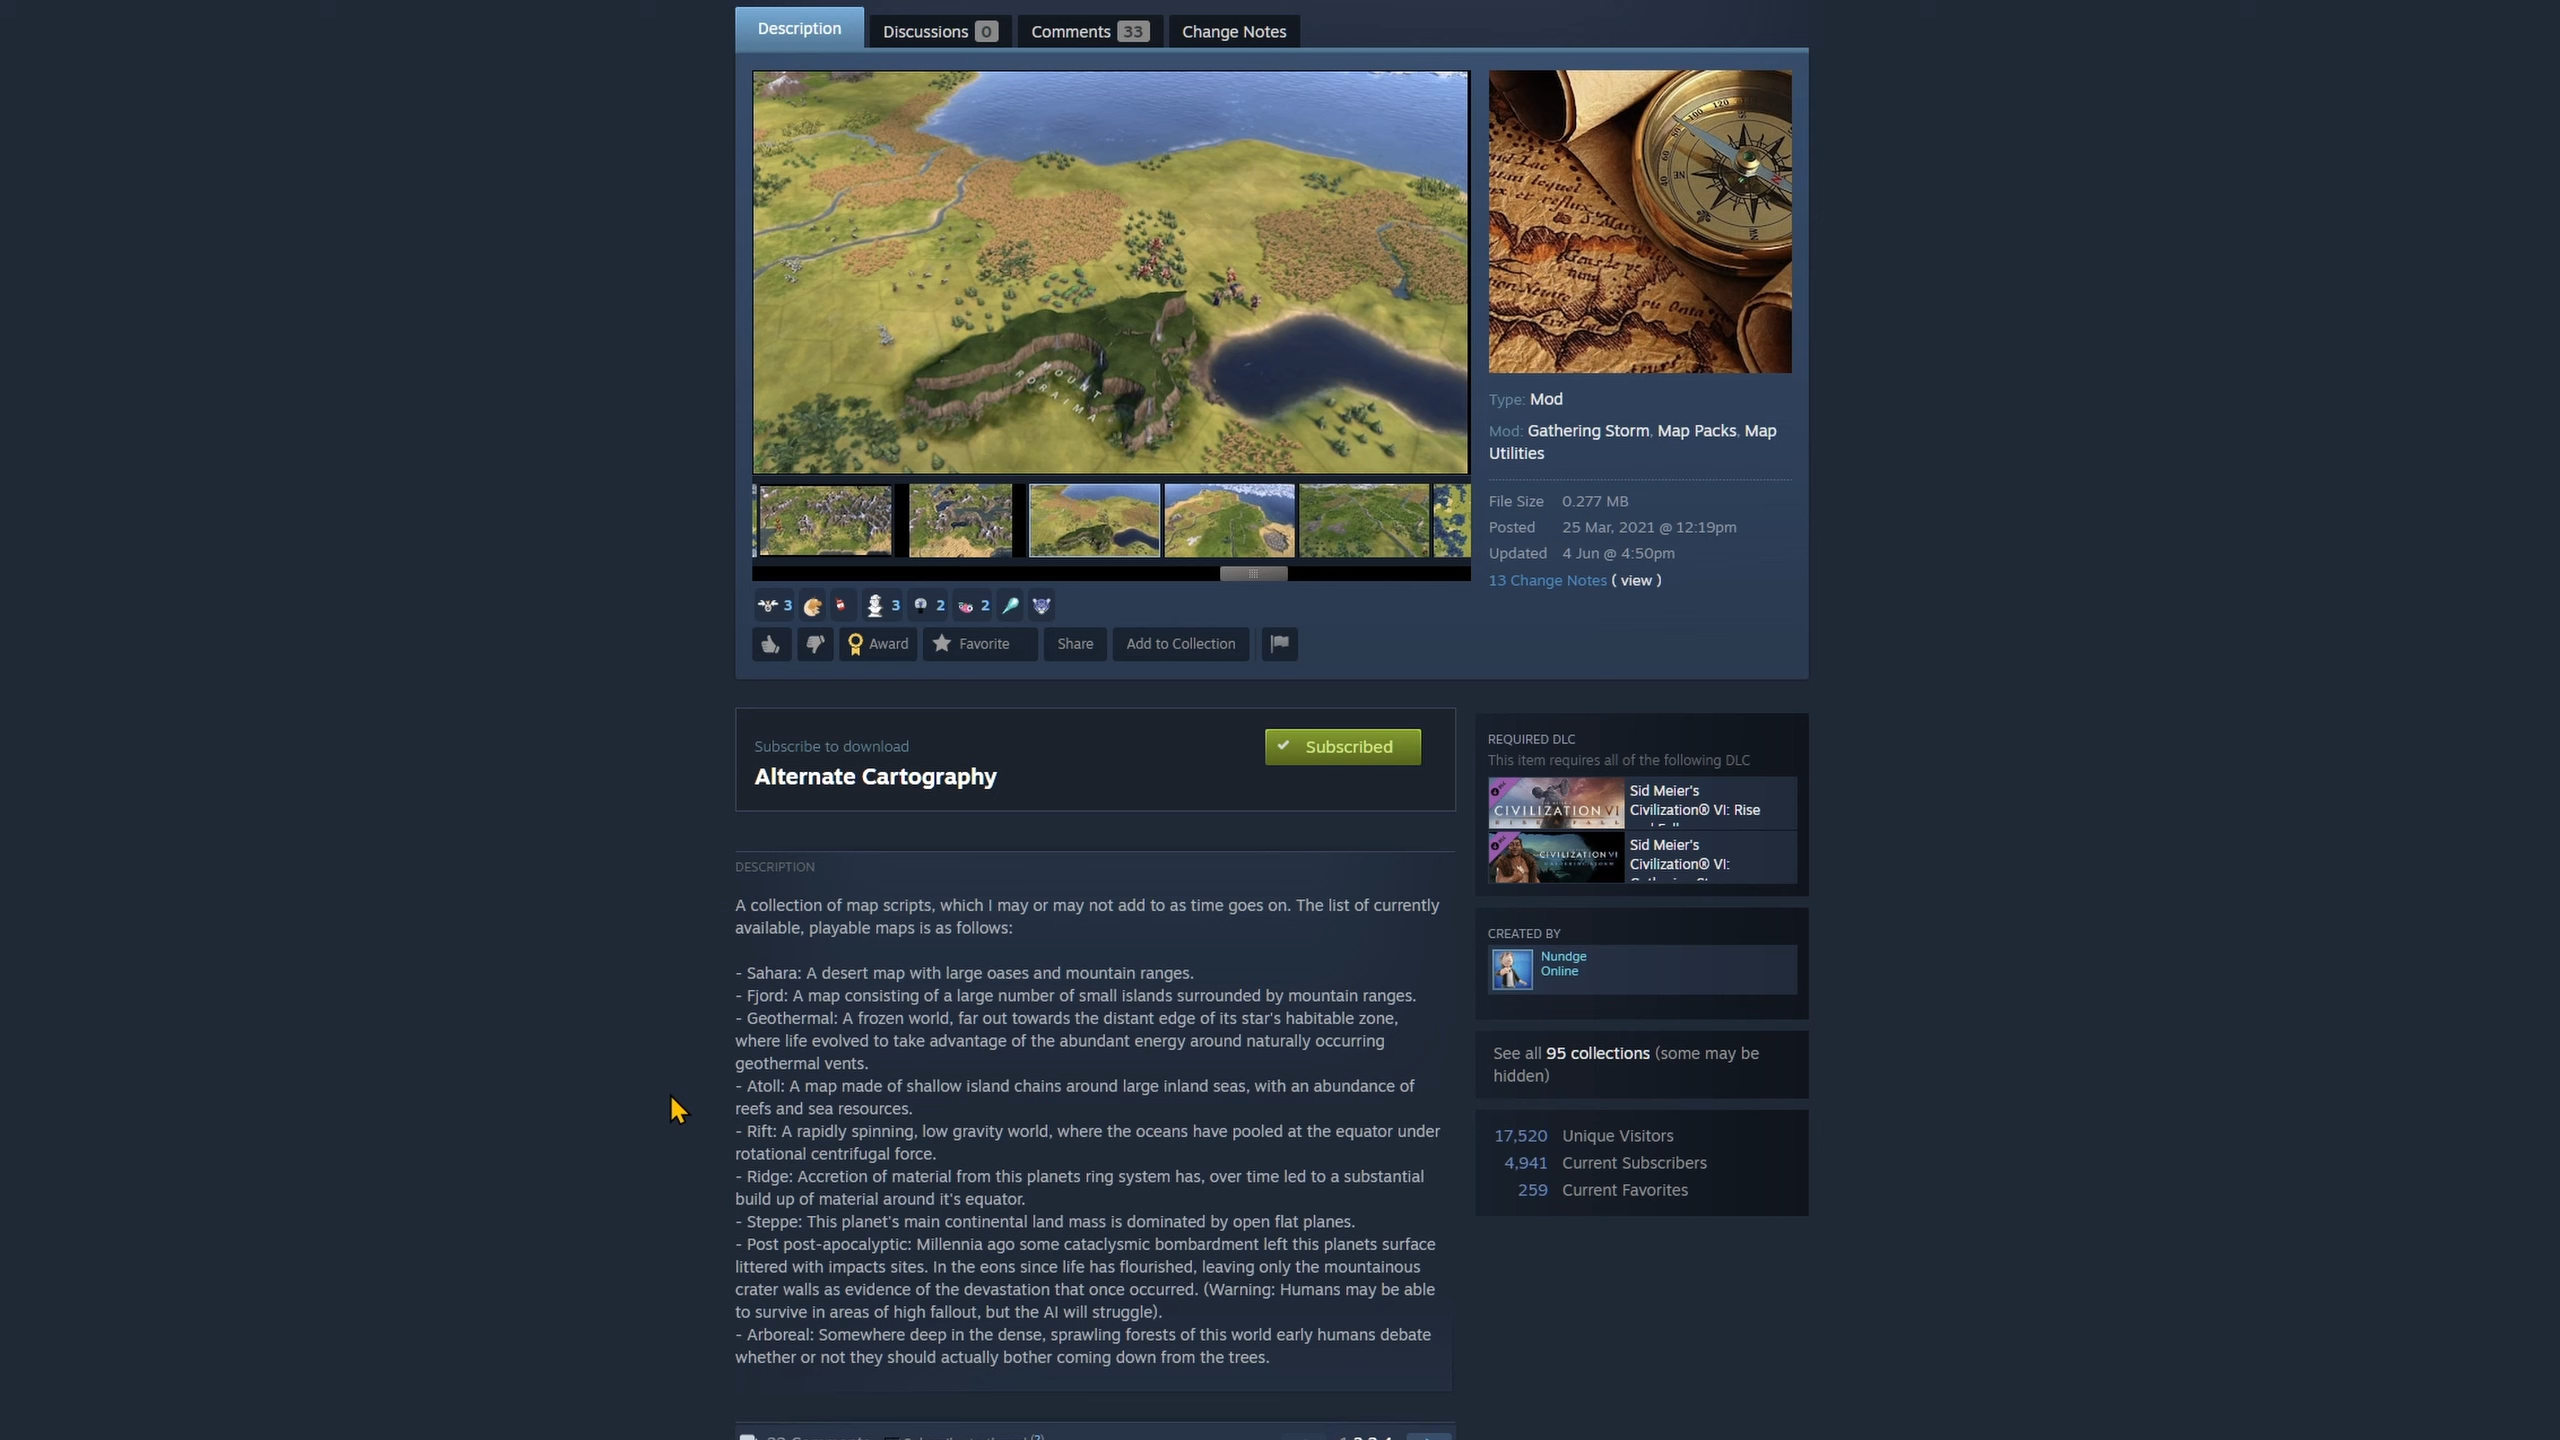 Description
Discussions 0
Comments 33
Change Notes
MOUNT
RORAIMA
Type: Mod
Mod: Gathering Storm, Map Packs, Map
Utilities
File Size 0.277 MB
Posted 25 Mar, 2021 @ 12:19pm
Updated 4 Jun @ 4:50pm
13 Change Notes ( view )
3
3
2
2
Award
Favorite
Share
Add to Collection
Subscribe to download
Alternate Cartography
Subscribed
REQUIRED DLC
This item requires all of the following DLC
CIVILIZATION VI
Sid Meier's
Civilization® VI: Rise
CIVILIZATION VI
Sid Meier's
Civilization® VI:
DESCRIPTION
A collection of map scripts, which I may or may not add to as time goes on. The list of currently
available, playable maps is as follows:
- Sahara: A desert map with large oases and mountain ranges.
- Fjord: A map consisting of a large number of small islands surrounded by mountain ranges.
- Geothermal: A frozen world, far out towards the distant edge of its star's habitable zone,
where life evolved to take advantage of the abundant energy around naturally occurring
geothermal vents.
- Atoll: A map made of shallow island chains around large inland seas, with an abundance of
reefs and sea resources.
- Rift: A rapidly spinning, low gravity world, where the oceans have pooled at the equator under
rotational centrifugal force.
- Ridge: Accretion of material from this planets ring system has, over time led to a substantial
build up of material around it's equator.
- Steppe: This planet's main continental land mass is dominated by open flat planes.
- Post post-apocalyptic: Millennia ago some cataclysmic bombardment left this planets surface
littered with impacts sites. In the eons since life has flourished, leaving only the mountainous
crater walls as evidence of the devastation that once occurred. (Warning: Humans may be able
to survive in areas of high fallout, but the AI will struggle).
- Arboreal: Somewhere deep in the dense, sprawling forests of this world early humans debate
whether or not they should actually bother coming down from the trees.
CREATED BY
Nundge
Online
See all 95 collections (some may be
hidden)
17,520 Unique Visitors
4,941 Current Subscribers
259 Current Favorites